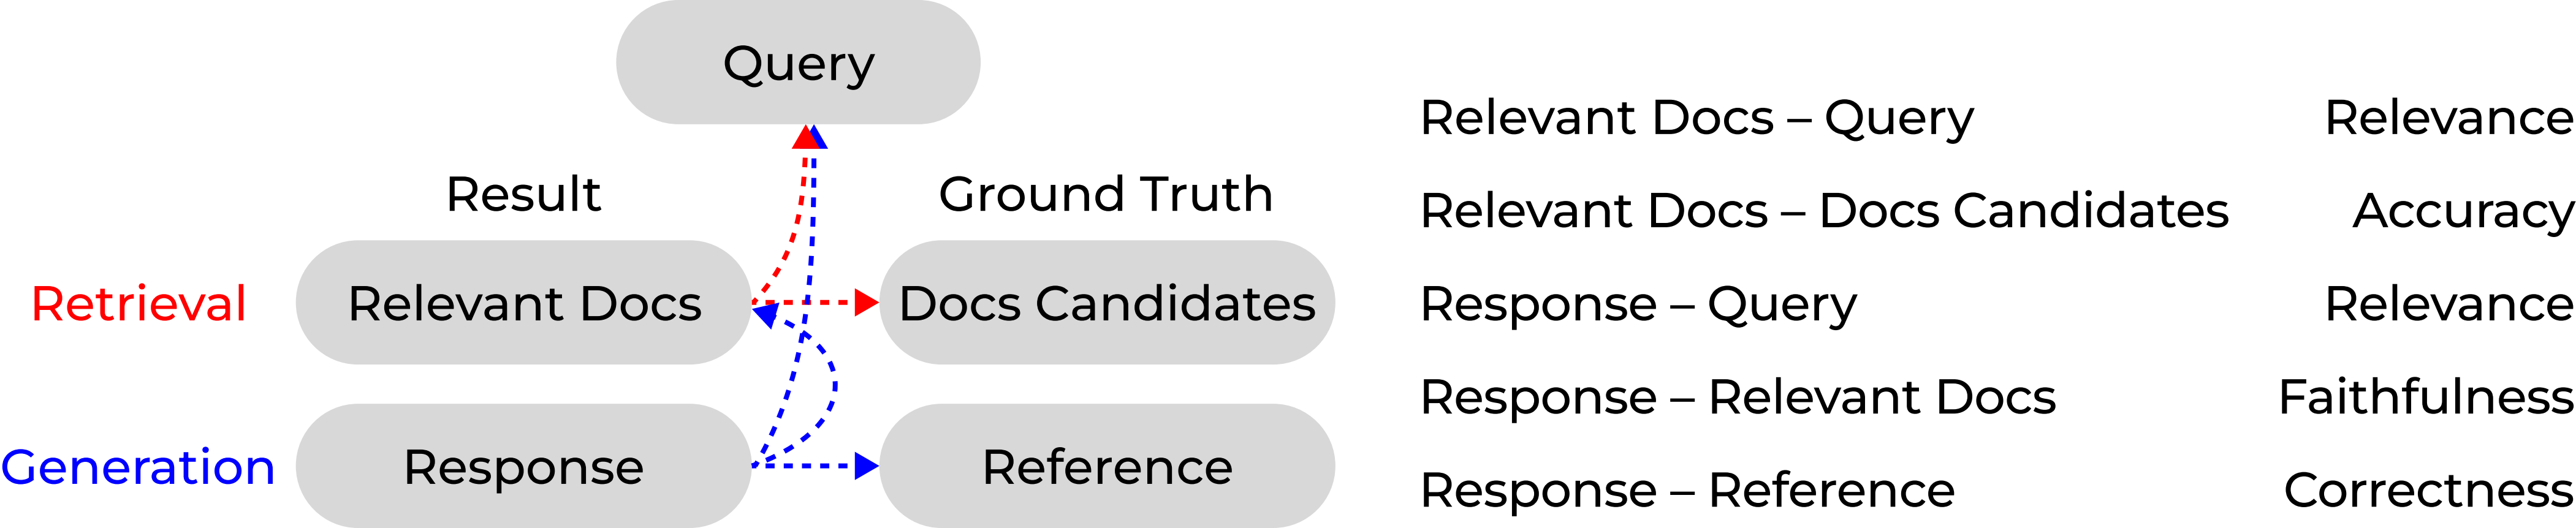 Query
Result
Ground Truth
Retrieval
Relevant Docs
Docs Candidates
Generation
Response
Reference
Relevant Docs – Query Relevance
Relevant Docs – Docs Candidates Accuracy
Response – Query Relevance
Response – Relevant Docs Faithfulness
Response – Reference Correctness